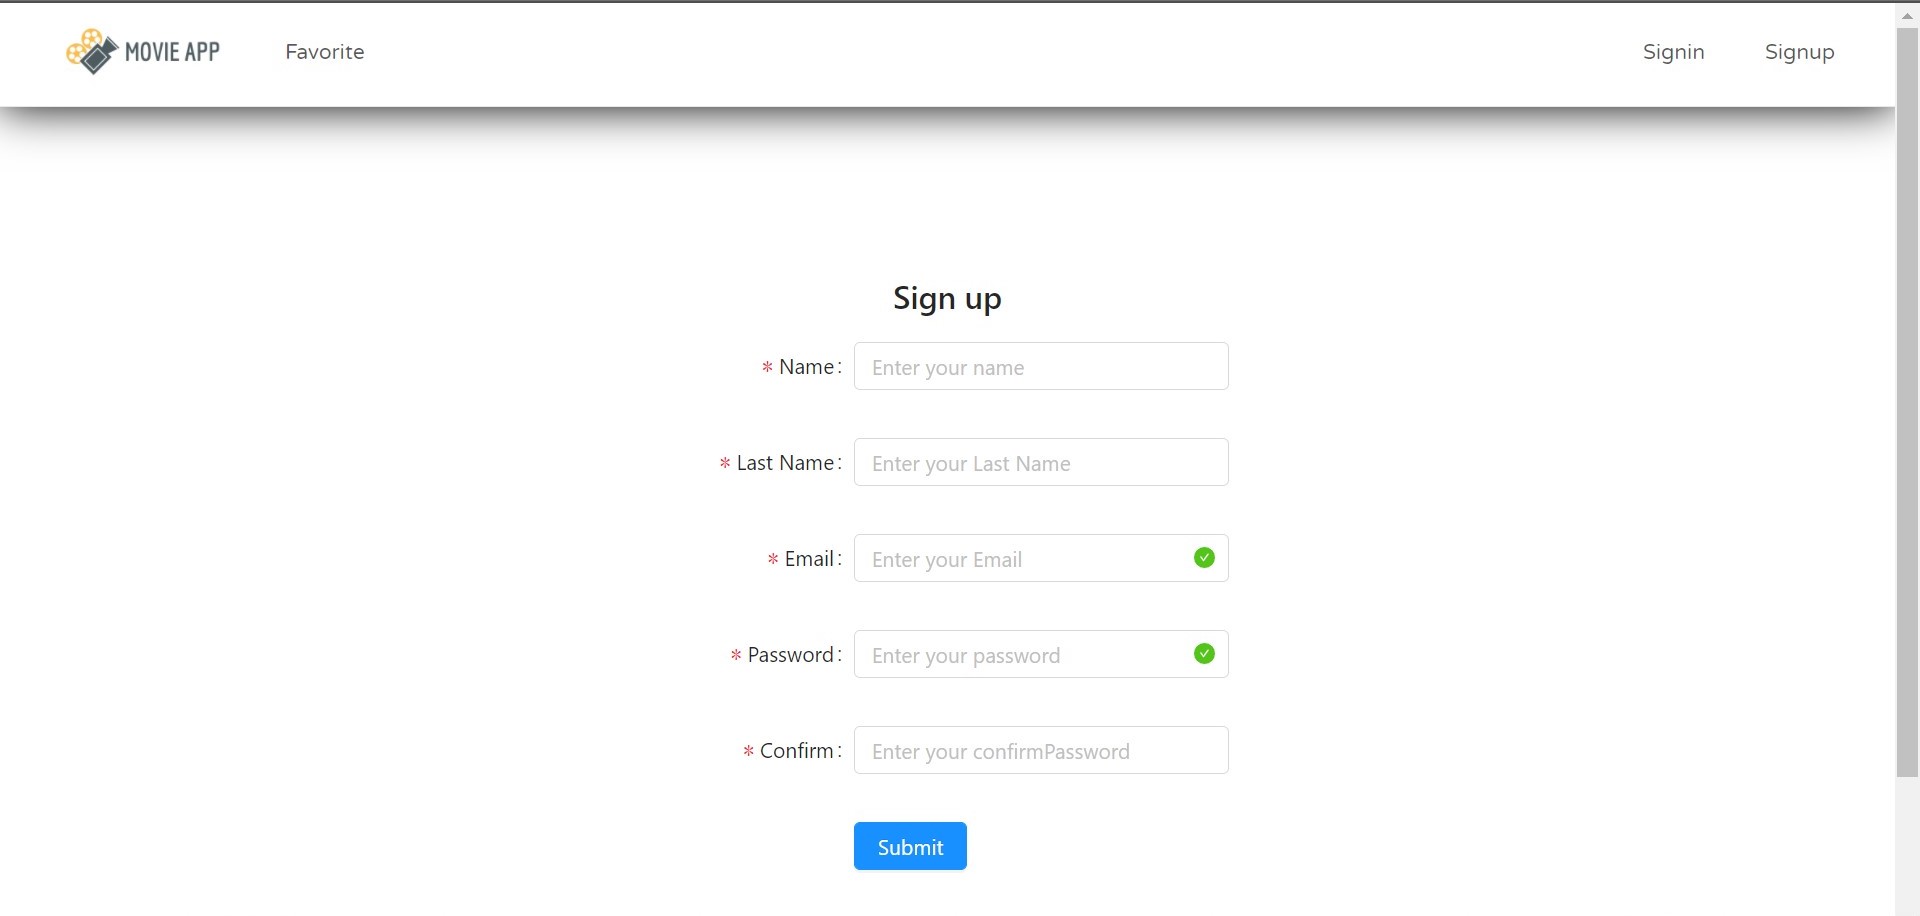 MOVIE APP Favorite Signin Signup
Sign up
* Name: Enter your name
* Last Name: Enter your Last Name
* Email: Enter your Email
* Password: Enter your password
* Confirm: Enter your confirmPassword
Submit